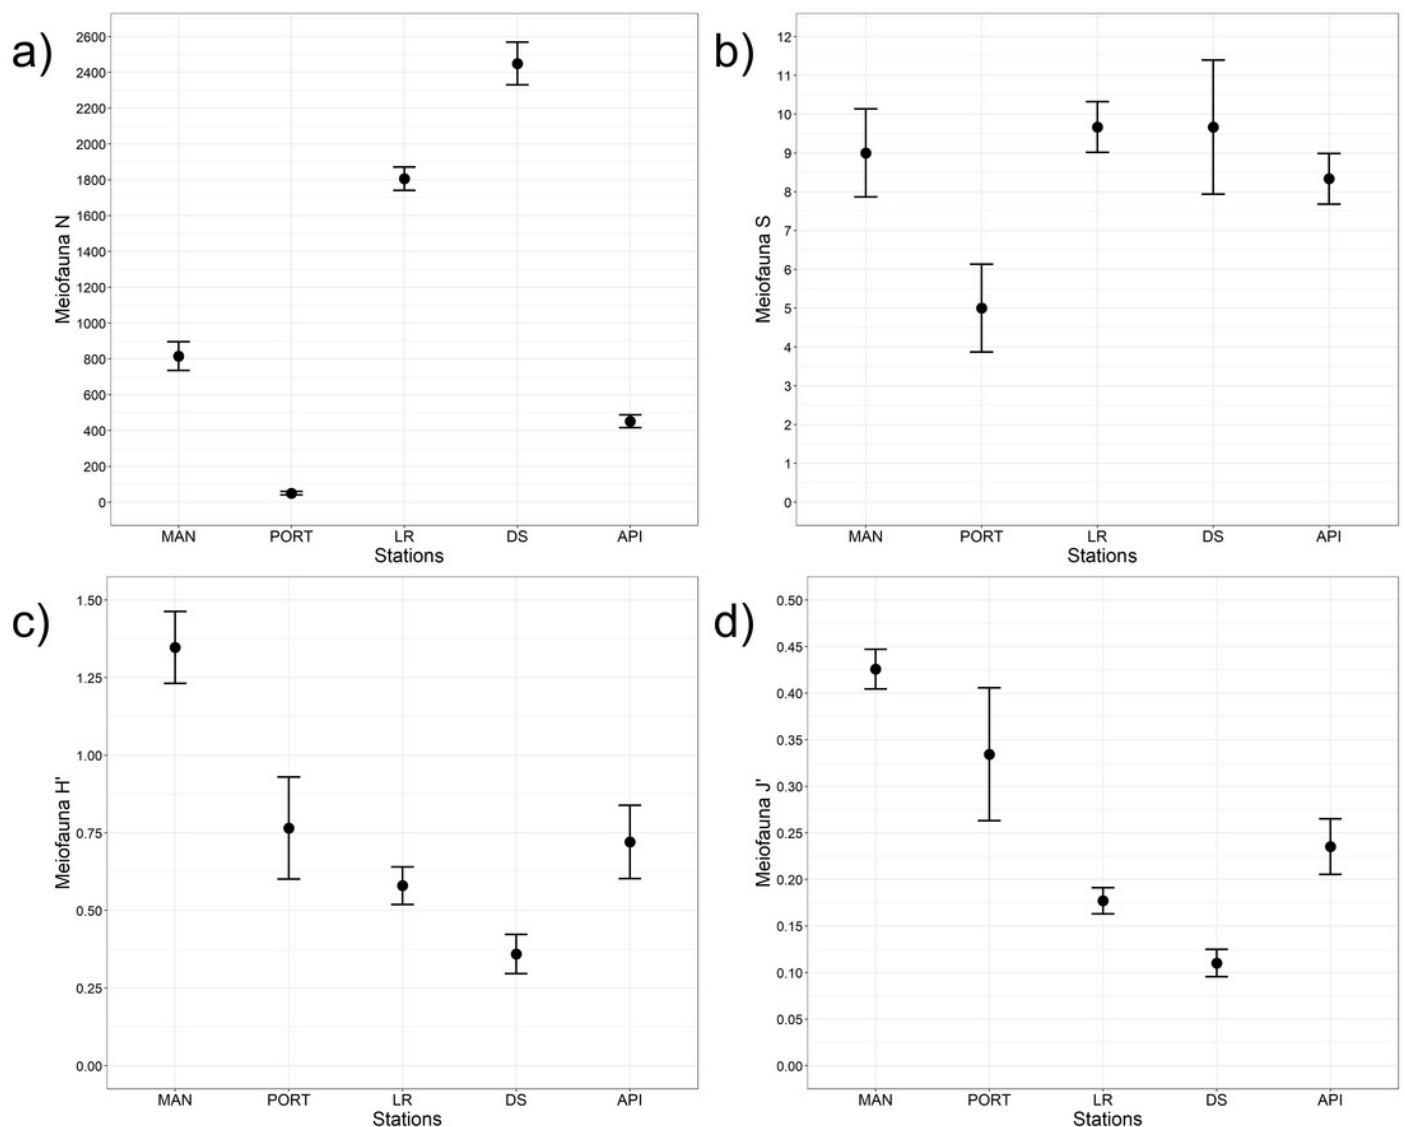 a)
Meiofauna N
2600
2400
2200
2000
1800
1600
1400
1200
1000
800
600
400
200
0
MAN PORT LR DS API
Stations
b)
Meiofauna S
12
11
10
9
8
7
6
5
4
3
2
1
0
MAN PORT LR DS API
Stations
c)
Meiofauna H'
1.50
1.25
1.00
0.75
0.50
0.25
0.00
MAN PORT LR DS API
Stations
d)
Meiofauna J'
0.50
0.45
0.40
0.35
0.30
0.25
0.20
0.15
0.10
0.05
0.00
MAN PORT LR DS API
Stations